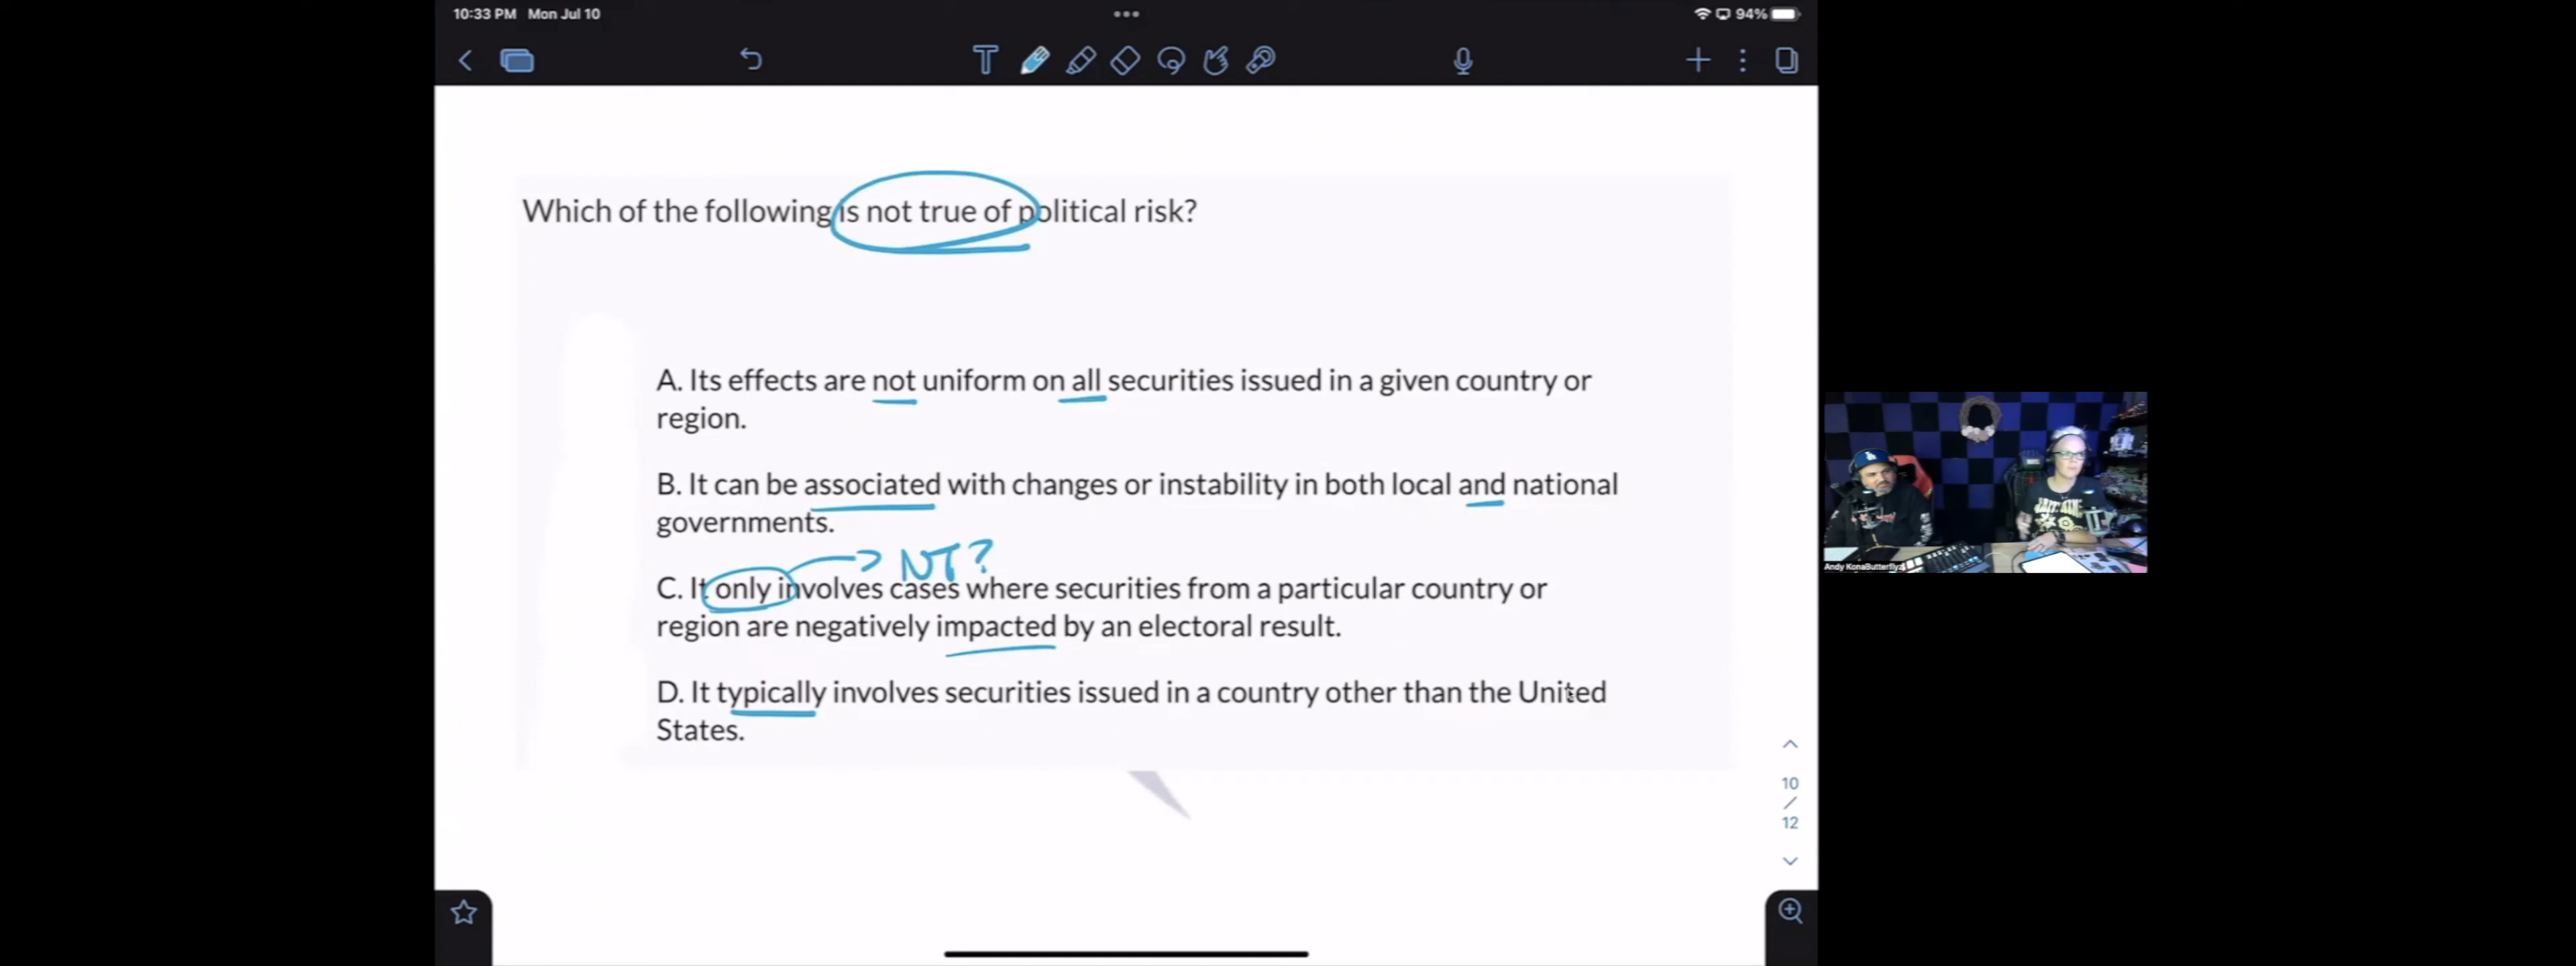 10:33 PM Mon Jul 10
94%
T
Which of the following is not true of political risk?
A. Its effects are not uniform on all securities issued in a given country or
region.
B. It can be associated with changes or instability in both local and national
governments.
NT?
C. It only involves cases where securities from a particular country or
region are negatively impacted by an electoral result.
D. It typically involves securities issued in a country other than the United
States.
10
/
12
Andy KonaButterflyz